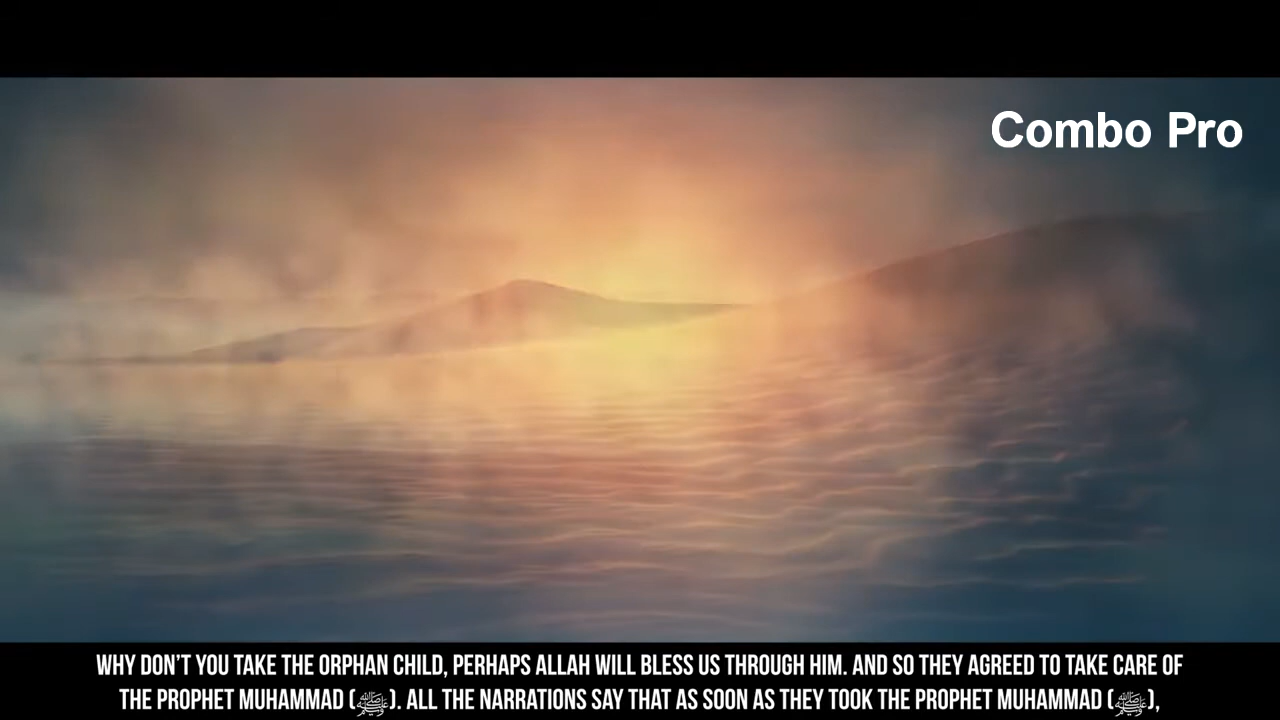 Combo Pro
WHY DON'T YOU TAKE THE ORPHAN CHILD, PERHAPS ALLAH WILL BLESS US THROUGH HIM. AND SO THEY AGREED TO TAKE CARE OF
THE PROPHET MUHAMMAD (ﷺ). ALL THE NARRATIONS SAY THAT AS SOON AS THEY TOOK THE PROPHET MUHAMMAD (ﷺ),